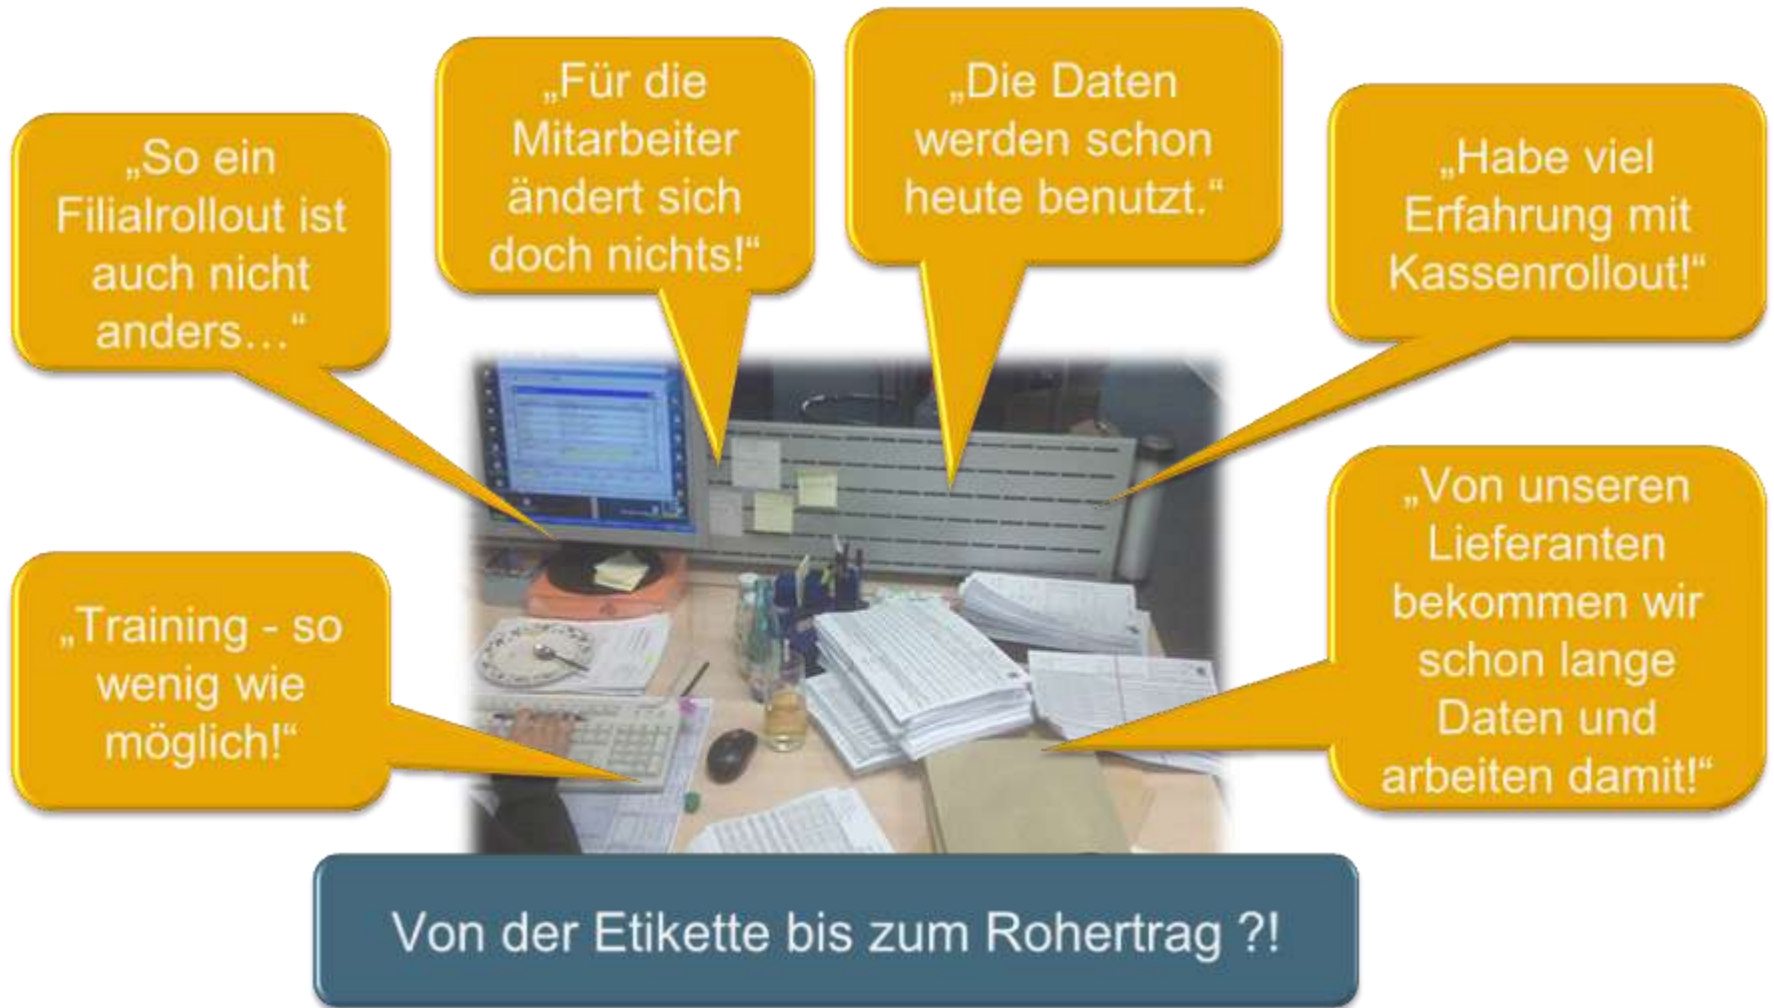 „So ein
Filialrollout ist
auch nicht
anders…“
„Für die
Mitarbeiter
ändert sich
doch nichts!“
„Die Daten
werden schon
heute benutzt.“
„Habe viel
Erfahrung mit
Kassenrollout!“
„Training - so
wenig wie
möglich!“
„Von unseren
Lieferanten
bekommen wir
schon lange
Daten und
arbeiten damit!“
Von der Etikette bis zum Rohertrag ?!